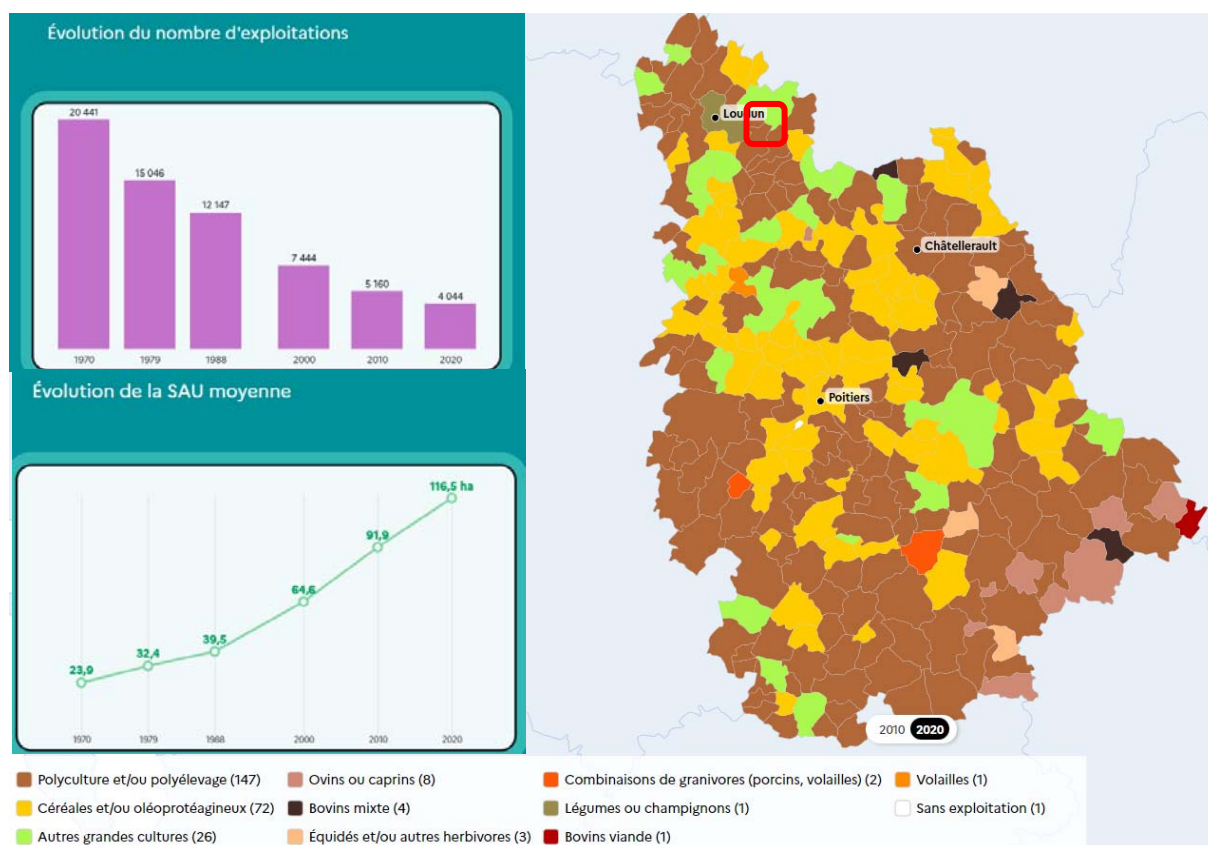 Évolution du nombre d'exploitations
20 441
15 046
12 147
7 444
5 160
4 044
1970
1979
1988
2000
2010
2020
Évolution de la SAU moyenne
23,9
32,4
39,5
64,6
91,9
116,5 ha
1970
1979
1988
2000
2010
2020
Loudun
Châtellerault
Poitiers
2010 2020
Polyculture et/ou polyélevage (147)
Ovins ou caprins (8)
Combinaisons de granivores (porcins, volailles) (2)
Volailles (1)
Céréales et/ou oléoprotéagineux (72)
Bovins mixte (4)
Légumes ou champignons (1)
Sans exploitation (1)
Autres grandes cultures (26)
Équidés et/ou autres herbivores (3)
Bovins viande (1)